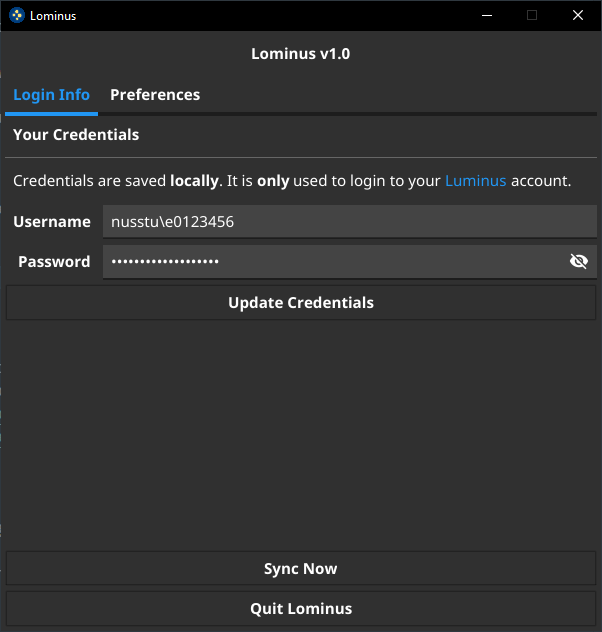 Lominus
Lominus v1.0
Login Info Preferences
Your Credentials
Credentials are saved locally. It is only used to login to your Luminus account.
Username nusstu\e0123456
Password •••••••••••••••••••
Update Credentials
Sync Now
Quit Lominus